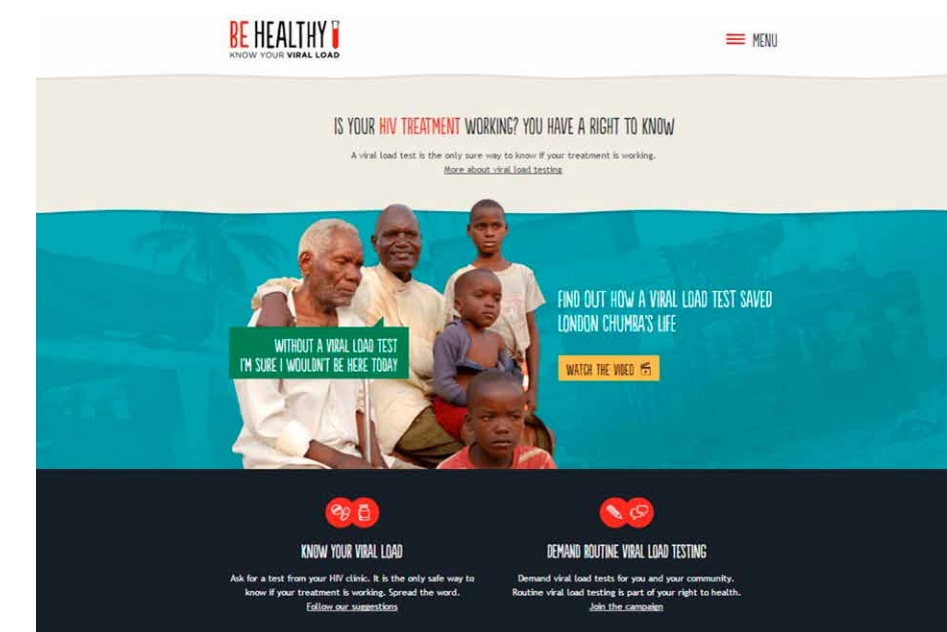 BE HEALTHY
KNOW YOUR VIRAL LOAD
MENU
IS YOUR HIV TREATMENT WORKING? YOU HAVE A RIGHT TO KNOW
A viral load test is the only sure way to know if your treatment is working.
More about viral load testing
FIND OUT HOW A VIRAL LOAD TEST SAVED
LONDON CHUMBA'S LIFE
WITHOUT A VIRAL LOAD TEST
I'M SURE I WOULDN'T BE HERE TODAY
WATCH THE VIDEO
KNOW YOUR VIRAL LOAD
Ask for a test from your HIV clinic. It is the only safe way to
know if your treatment is working. Spread the word.
Follow our suggestions
DEMAND ROUTINE VIRAL LOAD TESTING
Demand viral load tests for you and your community.
Routine viral load testing is part of your right to health.
Join the campaign